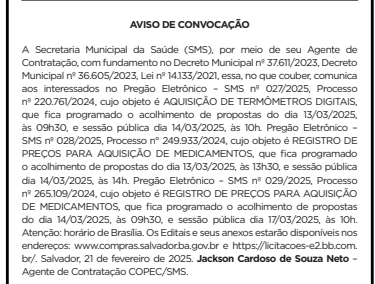 AVISO DE CONVOCAÇÃO
A Secretaria Municipal da Saúde (SMS), por meio de seu Agente de
Contratação, com fundamento no Decreto Municipal nº 37.611/2023, Decreto
Municipal nº 36.605/2023, Lei nº 14.133/2021, essa, no que couber, comunica
aos interessados no Pregão Eletrônico – SMS nº 027/2025, Processo
nº 220.761/2024, cujo objeto é AQUISIÇÃO DE TERMÔMETROS DIGITAIS,
que fica programado o acolhimento de propostas do dia 13/03/2025,
às 09h30, e sessão pública dia 14/03/2025, às 10h. Pregão Eletrônico –
SMS nº 028/2025, Processo nº 249.933/2024, cujo objeto é REGISTRO DE
PREÇOS PARA AQUISIÇÃO DE MEDICAMENTOS, que fica programado
o acolhimento de propostas do dia 13/03/2025, às 13h30, e sessão pública
dia 14/03/2025, às 14h. Pregão Eletrônico – SMS nº 029/2025, Processo
nº 265.109/2024, cujo objeto é REGISTRO DE PREÇOS PARA AQUISIÇÃO
DE MEDICAMENTOS, que fica programado o acolhimento de propostas
do dia 14/03/2025, às 09h30, e sessão pública dia 17/03/2025, às 10h.
Atenção: horário de Brasília. Os Editais e seus anexos estarão disponíveis nos
endereços: www.compras.salvador.ba.gov.br e https://licitacoes-e2.bb.com.
br/. Salvador, 21 de fevereiro de 2025. Jackson Cardoso de Souza Neto –
Agente de Contratação COPEC/SMS.